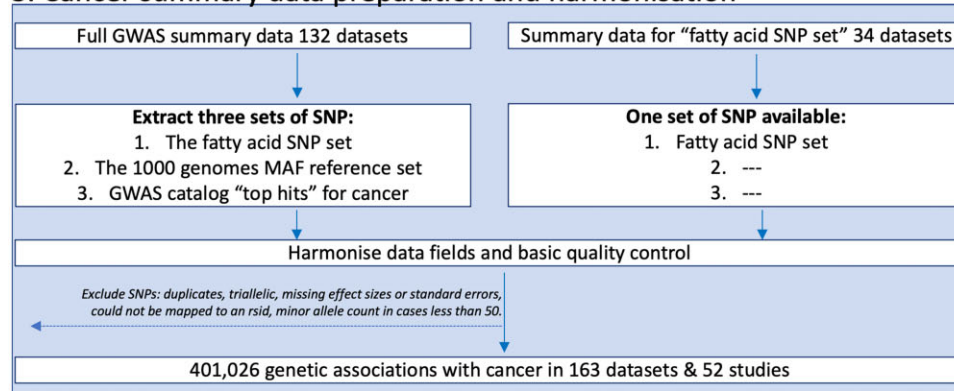 Full GWAS summary data 132 datasets
Summary data for “fatty acid SNP set” 34 datasets
Extract three sets of SNP:
1. The fatty acid SNP set
2. The 1000 genomes MAF reference set
3. GWAS catalog “top hits” for cancer
One set of SNP available:
1. Fatty acid SNP set
2. ---
3. ---
Harmonise data fields and basic quality control
Exclude SNPs: duplicates, triallelic, missing effect sizes or standard errors,
could not be mapped to an rsid, minor allele count in cases less than 50.
401,026 genetic associations with cancer in 163 datasets & 52 studies